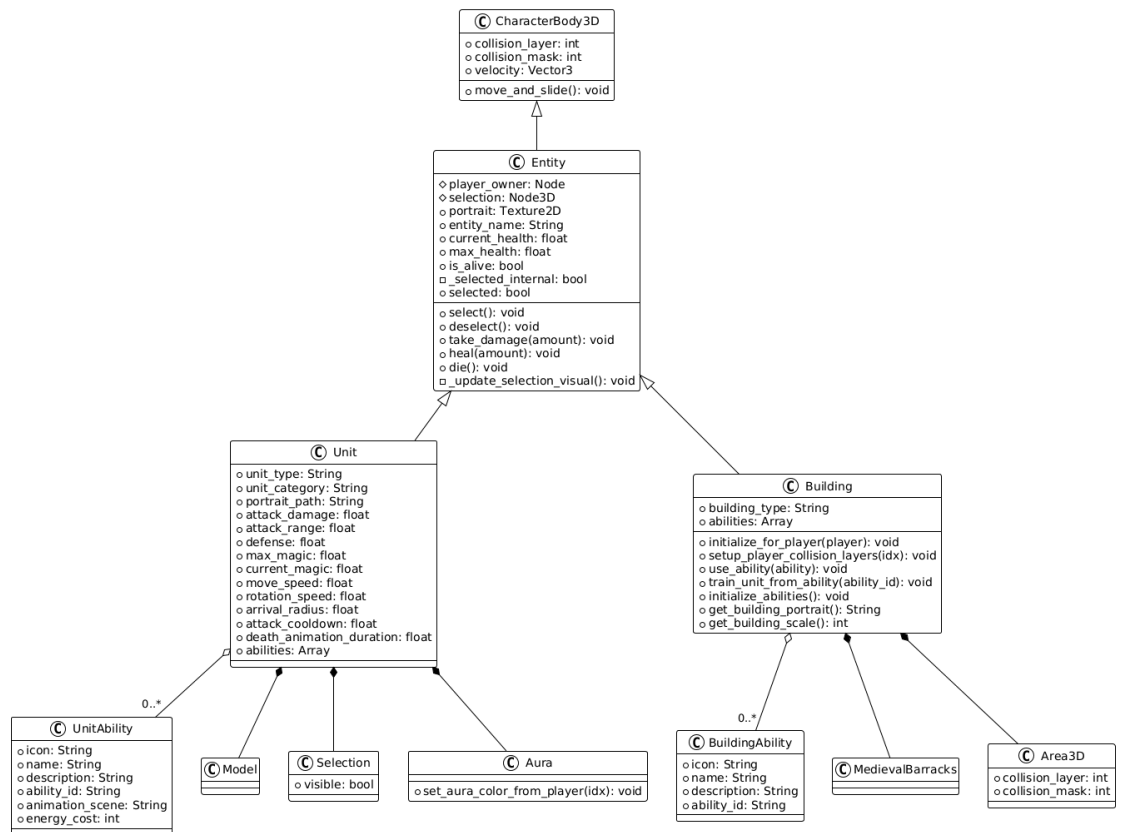 C CharacterBody3D
collision_layer: int
collision_mask: int
velocity: Vector3
move_and_slide(): void
C Entity
player_owner: Node
selection: Node3D
portrait: Texture2D
entity_name: String
current_health: float
max_health: float
is_alive: bool
_selected_internal: bool
selected: bool
select(): void
deselect(): void
take_damage(amount): void
heal(amount): void
die(): void
_update_selection_visual(): void
C Unit
unit_type: String
unit_category: String
portrait_path: String
attack_damage: float
attack_range: float
defense: float
max_magic: float
current_magic: float
move_speed: float
rotation_speed: float
arrival_radius: float
attack_cooldown: float
death_animation_duration: float
abilities: Array
C Building
building_type: String
abilities: Array
initialize_for_player(player): void
setup_player_collision_layers(idx): void
use_ability(ability): void
train_unit_from_ability(ability_id): void
initialize_abilities(): void
get_building_portrait(): String
get_building_scale(): int
0..*
C UnitAbility
icon: String
name: String
description: String
ability_id: String
animation_scene: String
energy_cost: int
C Model
C Selection
visible: bool
C Aura
set_aura_color_from_player(idx): void
0..*
C BuildingAbility
icon: String
name: String
description: String
ability_id: String
C MedievalBarracks
C Area3D
collision_layer: int
collision_mask: int